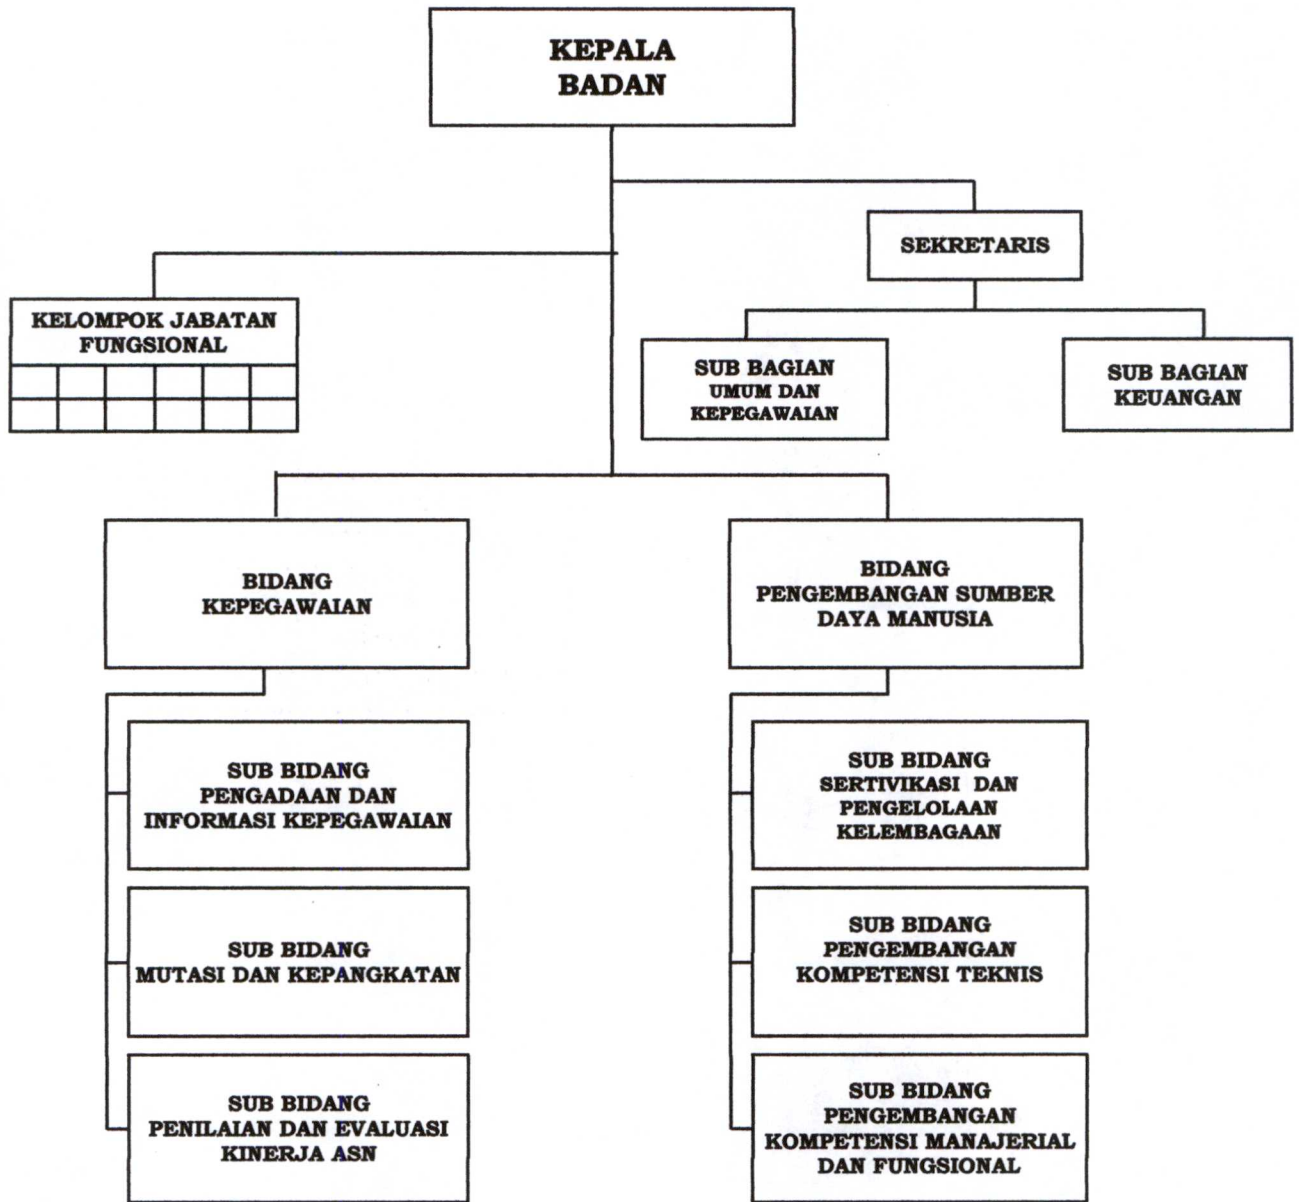 KEPALA
BADAN
SEKRETARIS
KELOMPOK JABATAN
FUNGSIONAL
SUB BAGIAN
UMUM DAN
KEPEGAWAIAN
SUB BAGIAN
KEUANGAN
BIDANG
KEPEGAWAIAN
BIDANG
PENGEMBANGAN SUMBER
DAYA MANUSIA
SUB BIDANG
PENGADAAN DAN
INFORMASI KEPEGAWAIAN
SUB BIDANG
MUTASI DAN KEPANGKATAN
SUB BIDANG
PENILAIAN DAN EVALUASI
KINERJA ASN
SUB BIDANG
SERTIVIKASI DAN
PENGELOLAAN
KELEMBAGAAN
SUB BIDANG
PENGEMBANGAN
KOMPETENSI TEKNIS
SUB BIDANG
PENGEMBANGAN
KOMPETENSI MANAJERIAL
DAN FUNGSIONAL